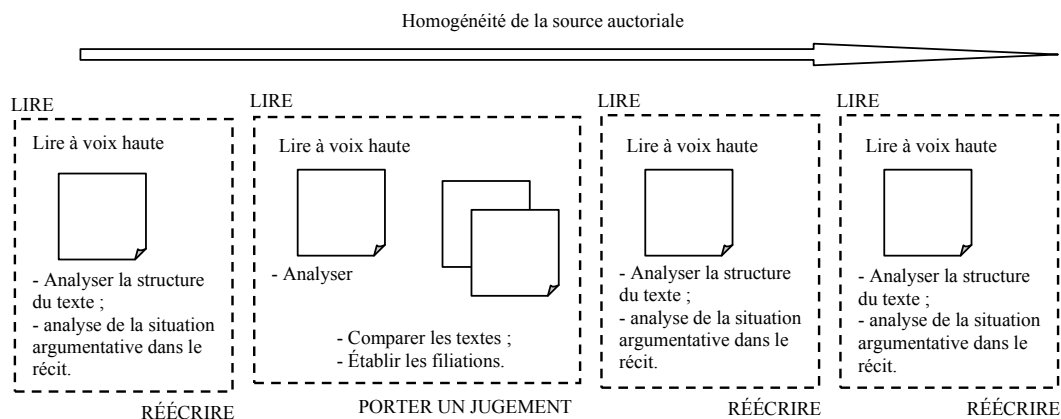 Homogénéité de la source auctoriale
LIRE
Lire à voix haute
- Analyser la structure
du texte ;
- analyse de la situation
argumentative dans le
récit.
RÉÉCRIRE
LIRE
Lire à voix haute
- Analyser
- Comparer les textes ;
- Établir les filiations.
PORTER UN JUGEMENT
LIRE
Lire à voix haute
- Analyser la structure
du texte ;
- analyse de la situation
argumentative dans le
récit.
RÉÉCRIRE
LIRE
Lire à voix haute
- Analyser la structure
du texte ;
- analyse de la situation
argumentative dans le
récit.
RÉÉCRIRE